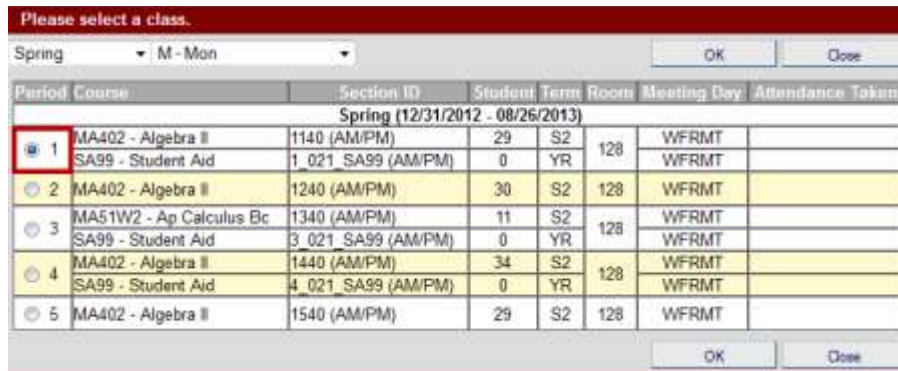 Please select a class.
Spring M - Mon OK Close
Period Course Section ID Student Term Room Meeting Day Attendance Taken
Spring (12/31/2012 - 08/26/2013)
1 MA402 - Algebra II 1140 (AM/PM) 29 S2 128 WFRMT
SA99 - Student Aid 1_021_SA99 (AM/PM) 0 YR WFRMT
2 MA402 - Algebra II 1240 (AM/PM) 30 S2 128 WFRMT
3 MA51W2 - Ap Calculus Bc 1340 (AM/PM) 11 S2 128 WFRMT
SA99 - Student Aid 3_021_SA99 (AM/PM) 0 YR WFRMT
4 MA402 - Algebra II 1440 (AM/PM) 34 S2 128 WFRMT
SA99 - Student Aid 4_021_SA99 (AM/PM) 0 YR WFRMT
5 MA402 - Algebra II 1540 (AM/PM) 29 S2 128 WFRMT
OK Close